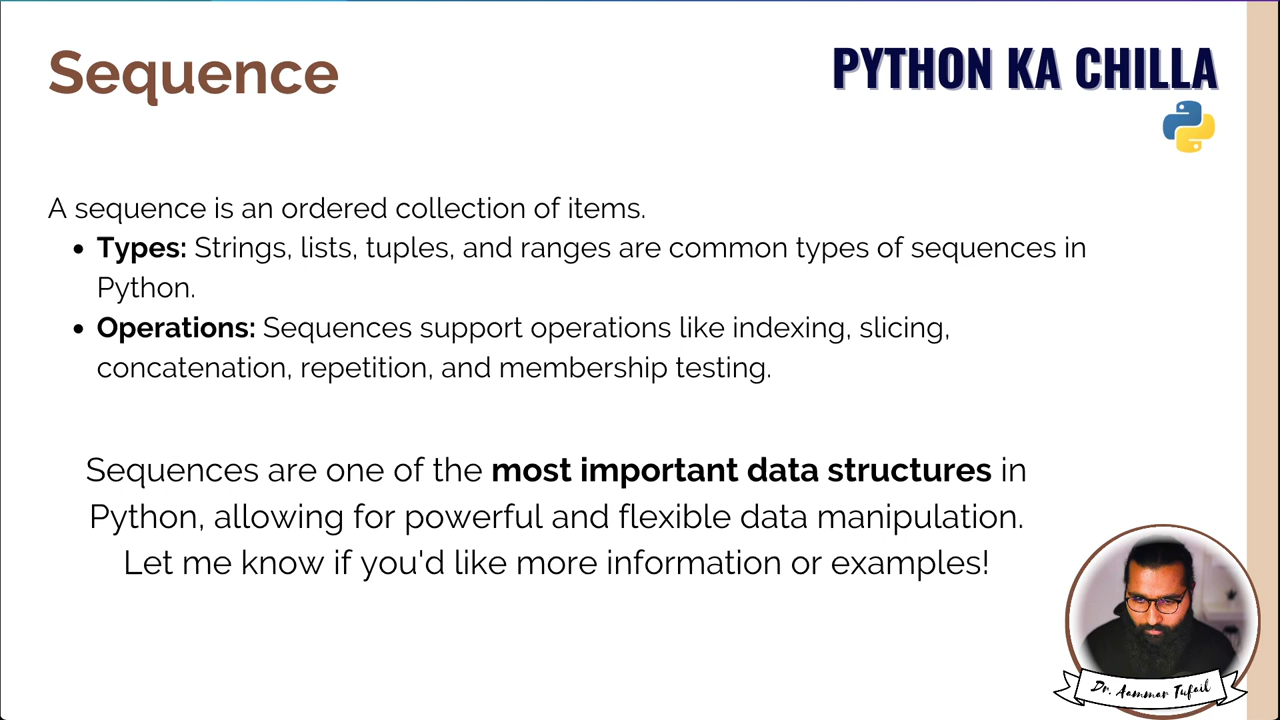 Sequence
PYTHON KA CHILLA
A sequence is an ordered collection of items.
• Types: Strings, lists, tuples, and ranges are common types of sequences in
Python.
• Operations: Sequences support operations like indexing, slicing,
concatenation, repetition, and membership testing.
Sequences are one of the most important data structures in
Python, allowing for powerful and flexible data manipulation.
Let me know if you'd like more information or examples!
Dr. Aammar Tufail